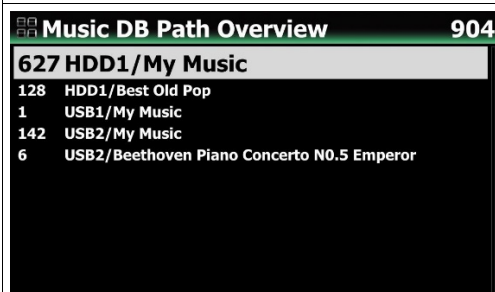 Music DB Path Overview 904
627 HDD1/My Music
128 HDD1/Best Old Pop
1 USB1/My Music
142 USB2/My Music
6 USB2/Beethoven Piano Concerto N0.5 Emperor